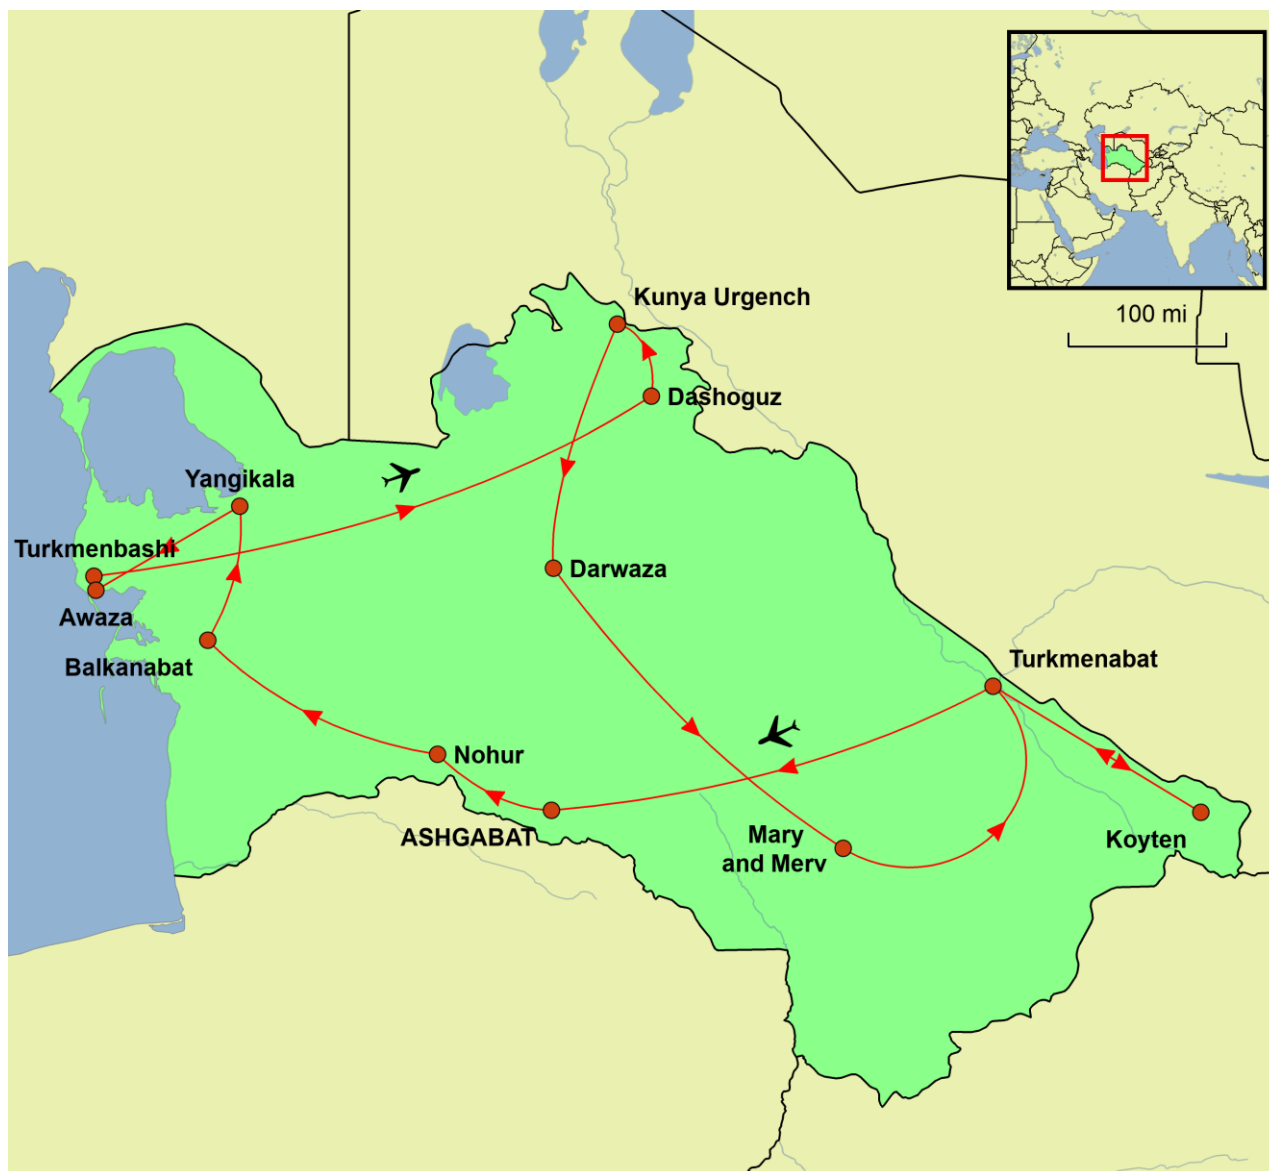 100 mi
Kunya Urgench
Dashoguz
Yangikala
Turkmenbashi
Awaza
Balkanabat
Darwaza
Turkmenabat
Nohur
ASHGABAT
Mary
and Merv
Koyten